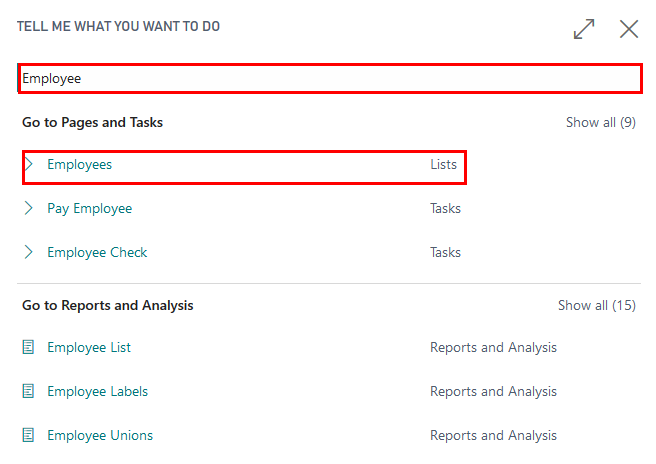 TELL ME WHAT YOU WANT TO DO
Employee
Go to Pages and Tasks Show all (9)
Employees Lists
Pay Employee Tasks
Employee Check Tasks
Go to Reports and Analysis Show all (15)
Employee List Reports and Analysis
Employee Labels Reports and Analysis
Employee Unions Reports and Analysis